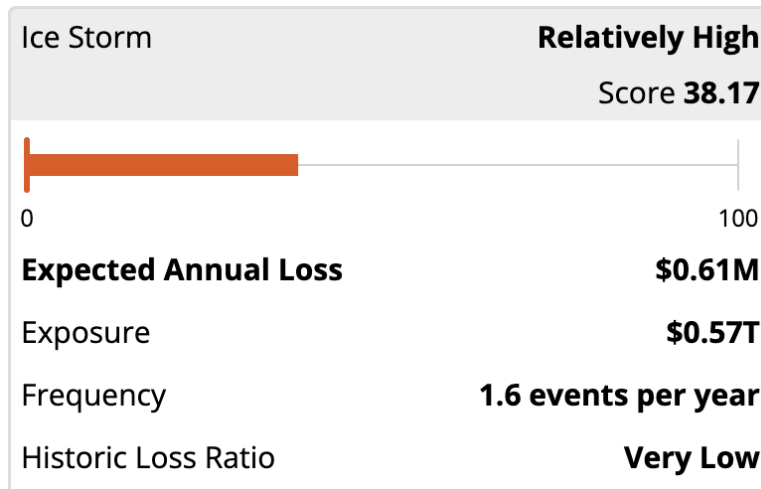 Ice Storm Relatively High
Score 38.17
0 100
Expected Annual Loss $0.61M
Exposure $0.57T
Frequency 1.6 events per year
Historic Loss Ratio Very Low